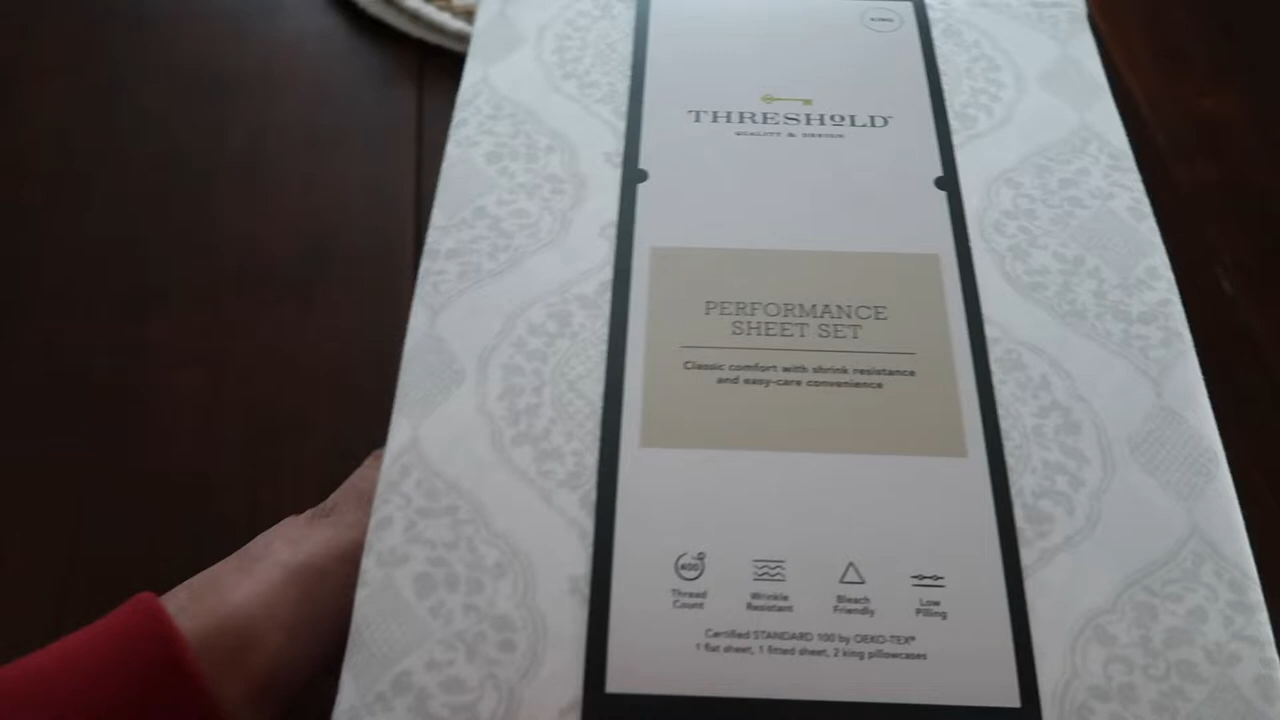 KING
THRESHOLD
QUALITY & DESIGN
PERFORMANCE
SHEET SET
Classic comfort with shrink resistance
and easy-care convenience
400
Thread
Count
Wrinkle
Resistant
Bleach
Friendly
Low
Pilling
Certified STANDARD 100 by OEKO-TEX®
1 flat sheet, 1 fitted sheet, 2 king pillowcases